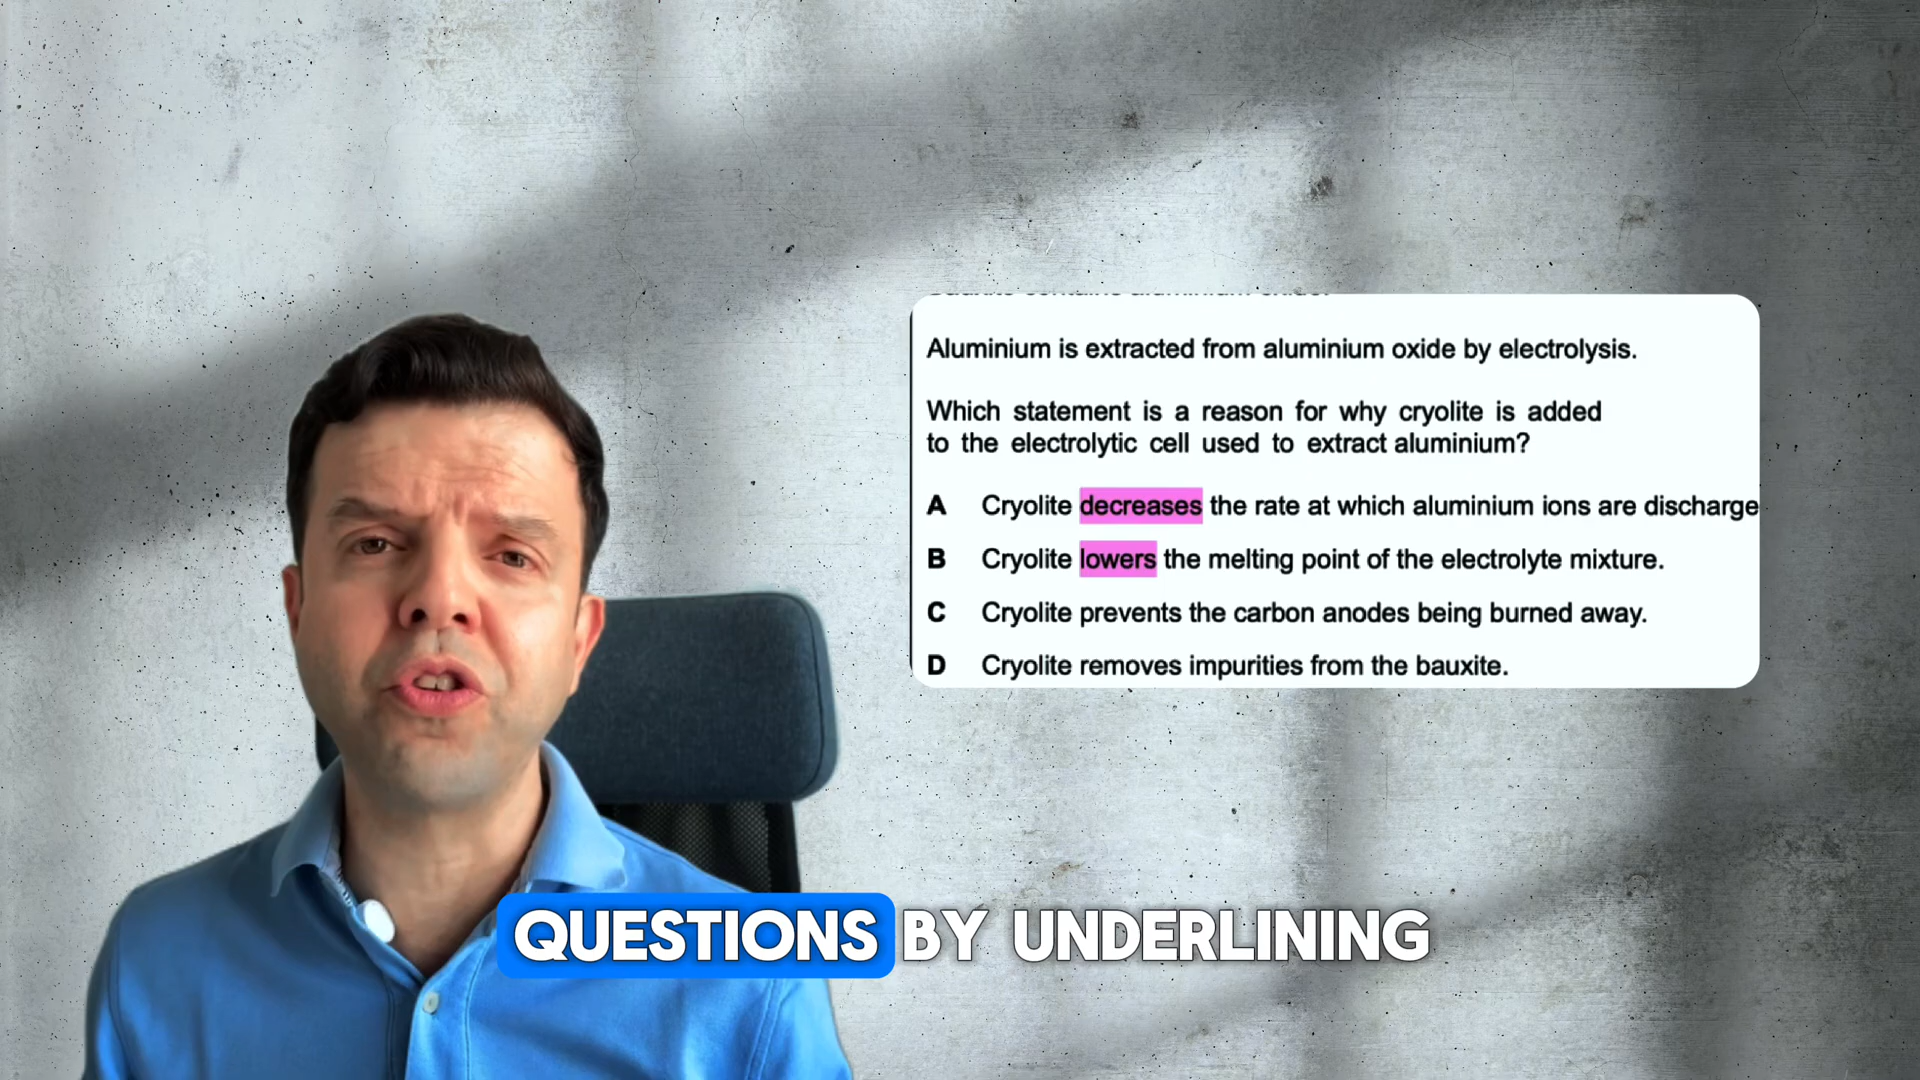 Aluminium is extracted from aluminium oxide by electrolysis.
Which statement is a reason for why cryolite is added
to the electrolytic cell used to extract aluminium?
A Cryolite decreases the rate at which aluminium ions are discharge
B Cryolite lowers the melting point of the electrolyte mixture.
C Cryolite prevents the carbon anodes being burned away.
D Cryolite removes impurities from the bauxite.
QUESTIONS BY UNDERLINING